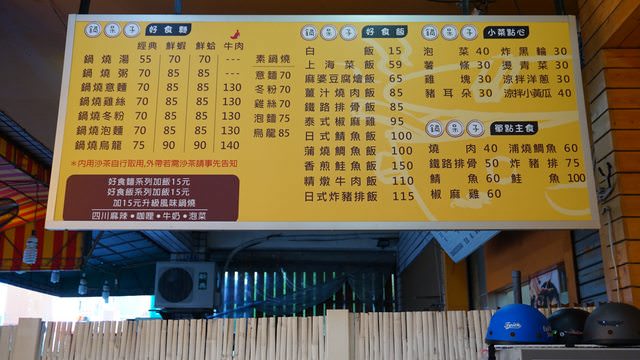 鍋呆子 好食麵
經典 鮮蝦 鮮蛤 牛肉
鍋燒湯 55 70 70 ---
鍋燒粥 70 85 85 ---
鍋燒意麵 70 85 85 130
鍋燒雞絲 70 85 85 130
鍋燒冬粉 70 85 85 130
鍋燒泡麵 70 85 85 130
鍋燒烏龍 75 90 90 140
素鍋燒
意麵 70
冬粉 70
雞絲 70
泡麵 75
烏龍 85
*內用沙茶自行取用,外帶若需沙茶請事先告知
好食麵系列加飯15元
好食飯系列加飯15元
加15元升級風味鍋燒
四川麻辣•咖哩•牛奶•泡菜
鍋呆子 好食飯
白飯 15
上海菜飯 59
麻婆豆腐燴飯 65
薑汁燒肉飯 85
鐵路排骨飯 85
泰式椒麻雞 95
日式鯖魚飯 100
蒲燒鯛魚飯 100
香煎鮭魚飯 150
精燉牛肉飯 110
日式炸豬排飯 115
鍋呆子 小菜點心
泡菜 40 炸黑輪 30
薯條 30 燙青菜 30
雞塊 30 涼拌洋蔥 30
豬耳朵 30 涼拌小黃瓜 40
鍋呆子 單點主食
燒肉 40 浦燒鯛魚 60
鐵路排骨 50 炸豬排 75
鯖魚 60 鮭魚 100
椒麻雞 60